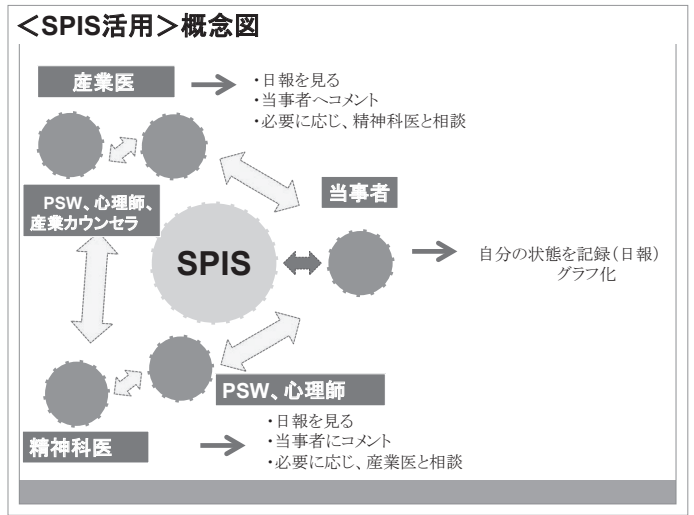 ＜SPIS活用＞概念図
産業医
・日報を見る
・当事者へコメント
・必要に応じ、精神科医と相談
PSW、心理師、
産業カウンセラ
当事者
SPIS
自分の状態を記録（日報）
グラフ化
PSW、心理師
精神科医
・日報を見る
・当事者にコメント
・必要に応じ、産業医と相談